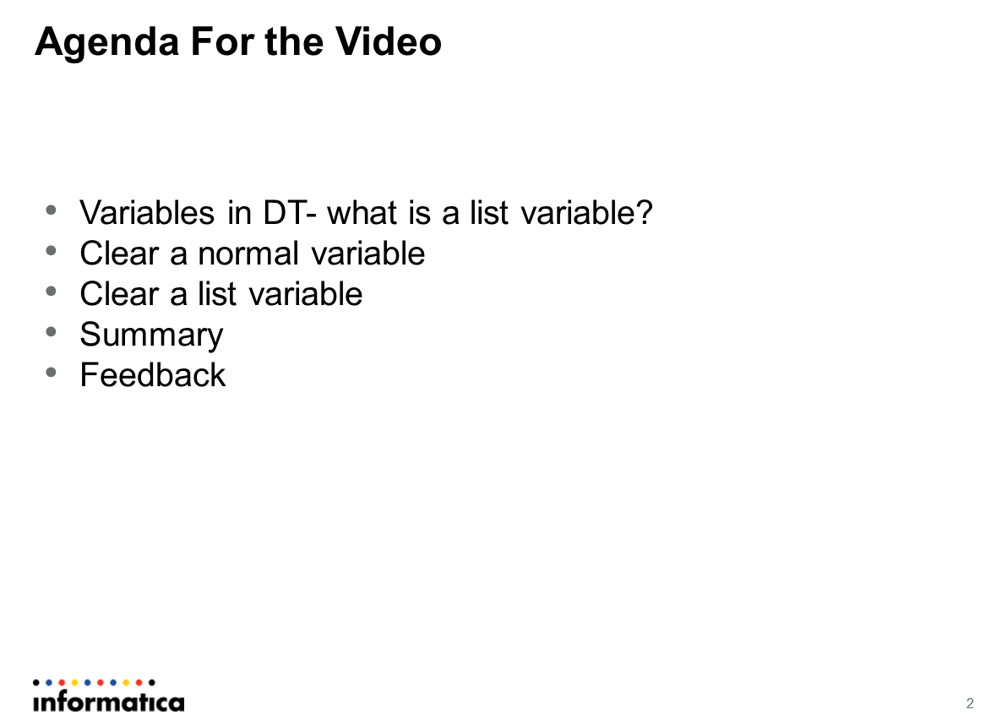 Agenda For the Video
• Variables in DT- what is a list variable?
• Clear a normal variable
• Clear a list variable
• Summary
• Feedback
informatica
2